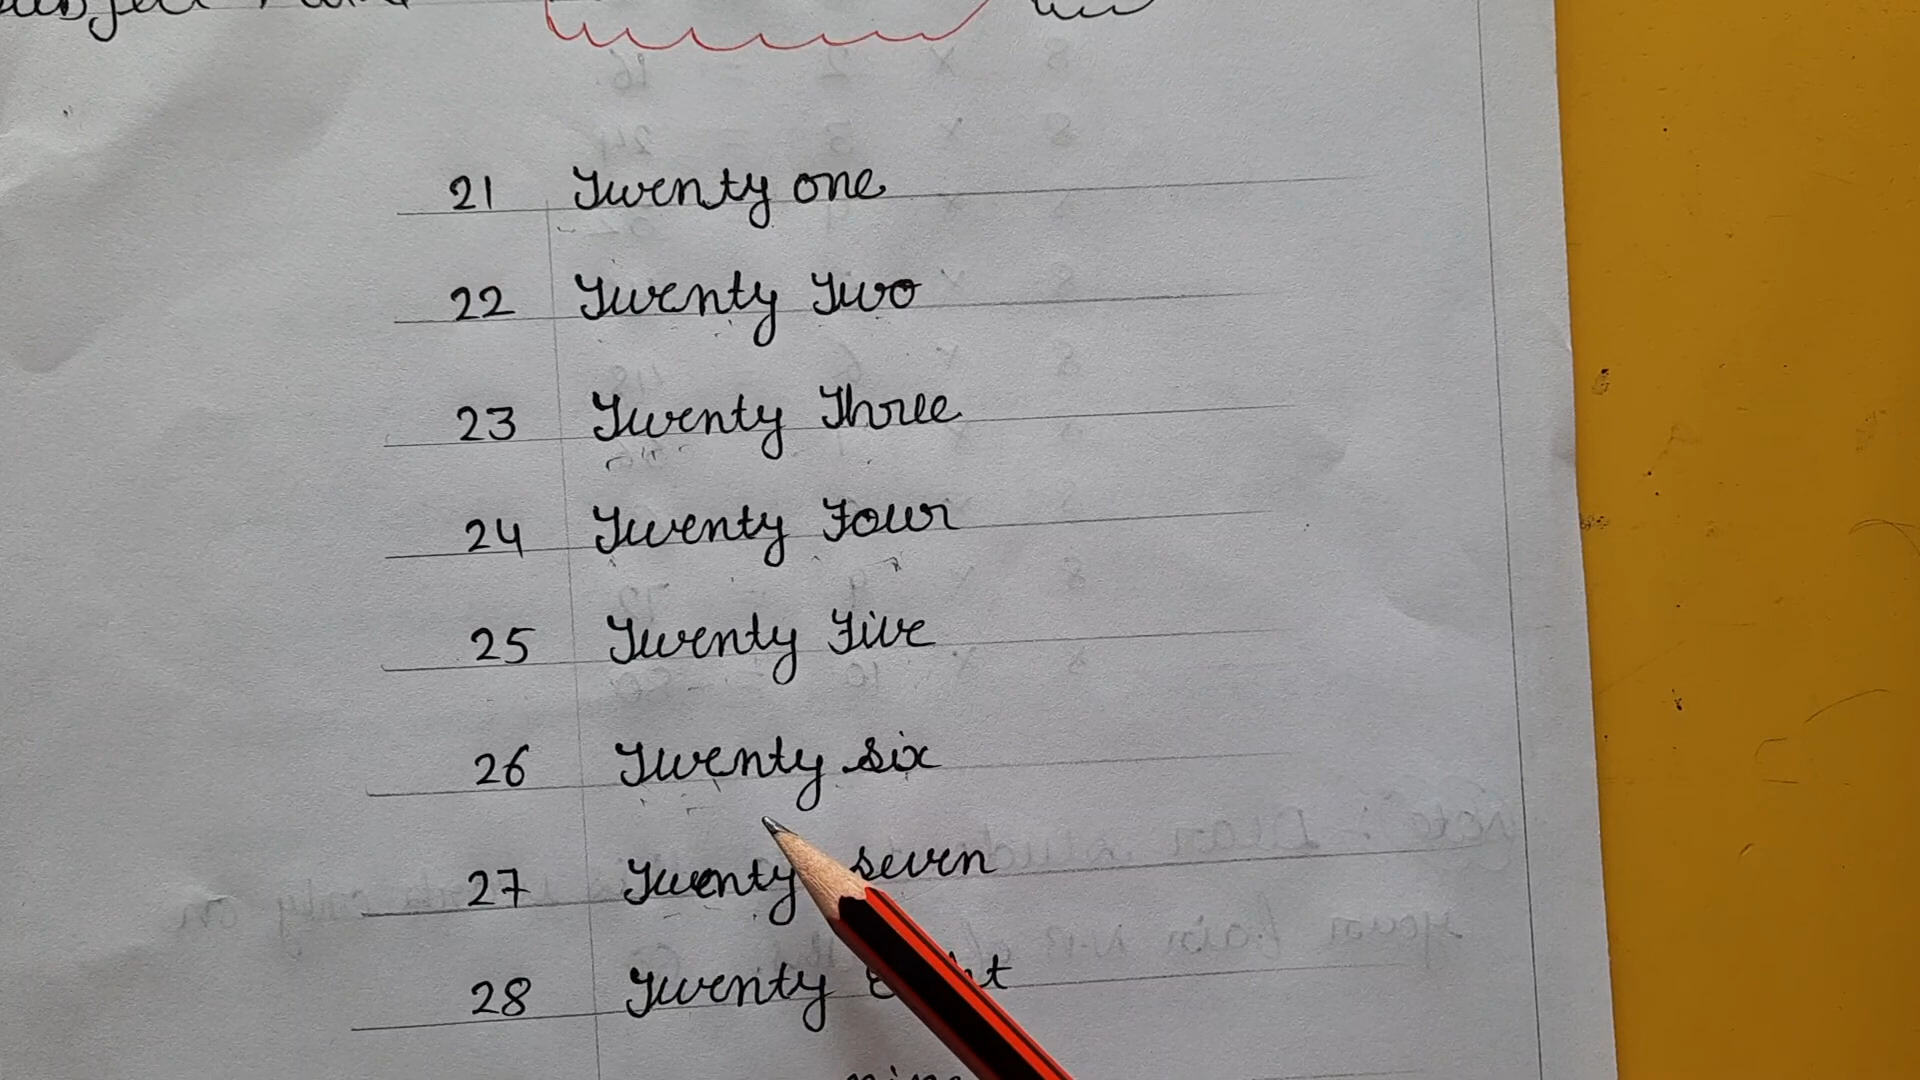 21 Twenty one
22 Twenty Two
23 Twenty Three
24 Twenty Four
25 Twenty Five
26 Twenty six
27 Twenty seven
28 Twenty
nine